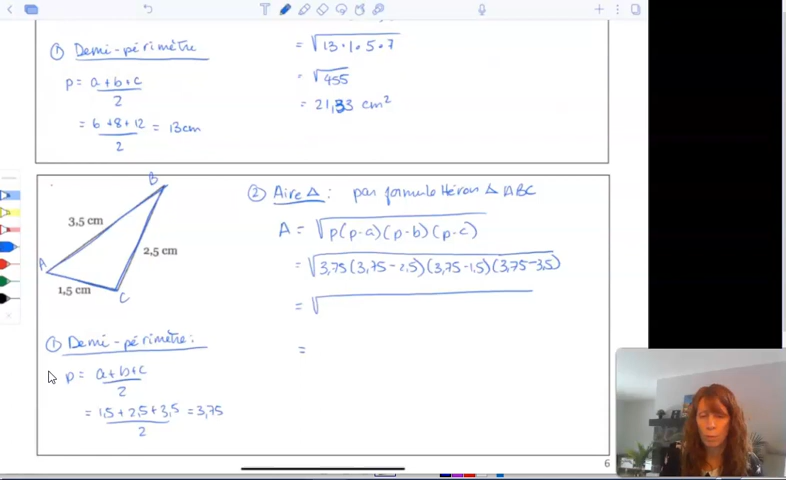 ① Demi-périmètre
p = a+b+c
2
= 6+8+12 = 13cm
2
= √13·1·5·7
= √455
= 21,33 cm²
B
3,5 cm
2,5 cm
A
1,5 cm
C
① Demi-périmètre:
p = a+b+c
2
= 1,5+2,5+3,5 = 3,75
2
② Aire Δ: par formule Héron Δ ABC
A = √p(p-a)(p-b)(p-c)
= √3,75(3,75-2,5)(3,75-1,5)(3,75-3,5)
= √
=
6